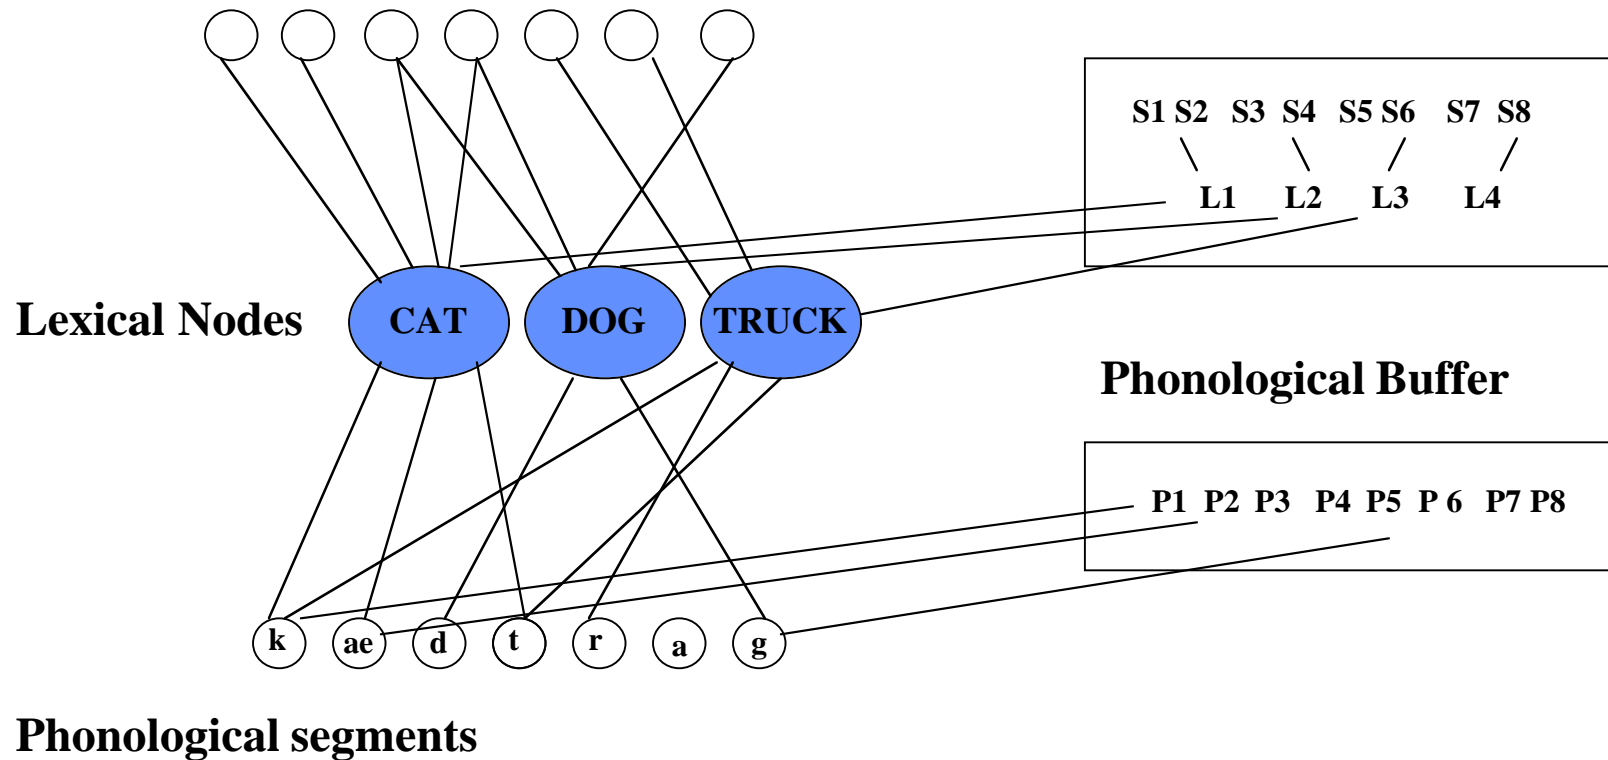 S1 S2 S3 S4 S5 S6 S7 S8
L1 L2 L3 L4
Lexical Nodes
CAT DOG TRUCK
Phonological Buffer
P1 P2 P3 P4 P5 P 6 P7 P8
k ae d t r a g
Phonological segments